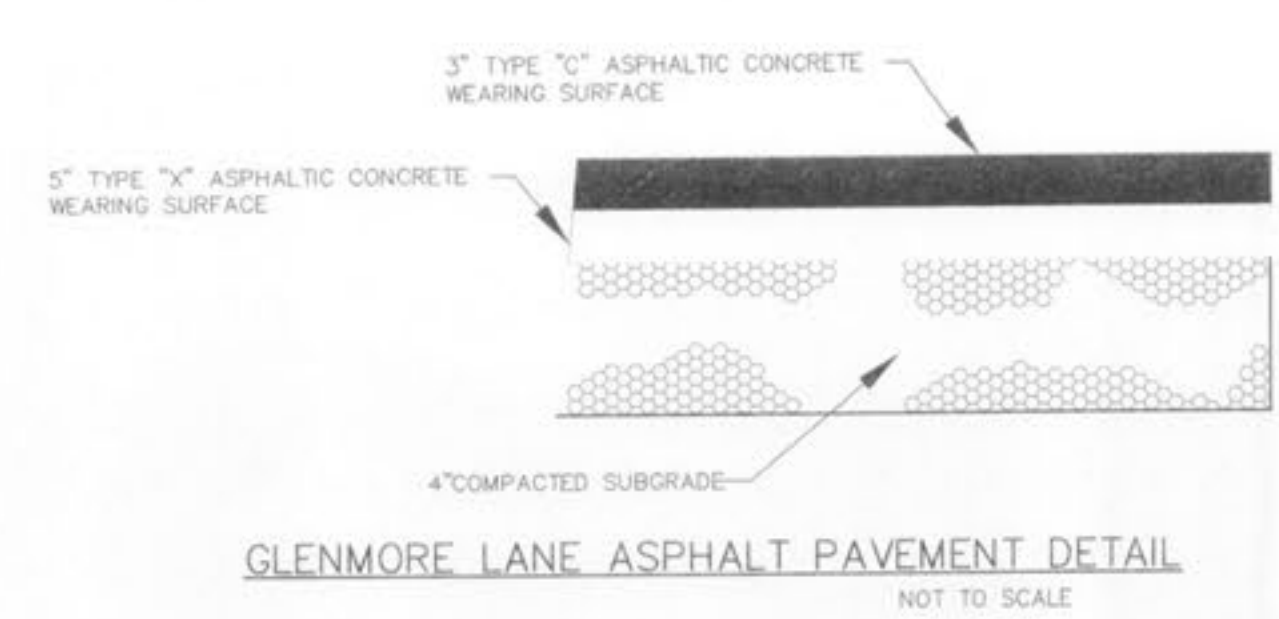 3" TYPE "C" ASPHALTIC CONCRETE
WEARING SURFACE
5" TYPE "X" ASPHALTIC CONCRETE
WEARING SURFACE
4"COMPACTED SUBGRADE
GLENMORE LANE ASPHALT PAVEMENT DETAIL
NOT TO SCALE